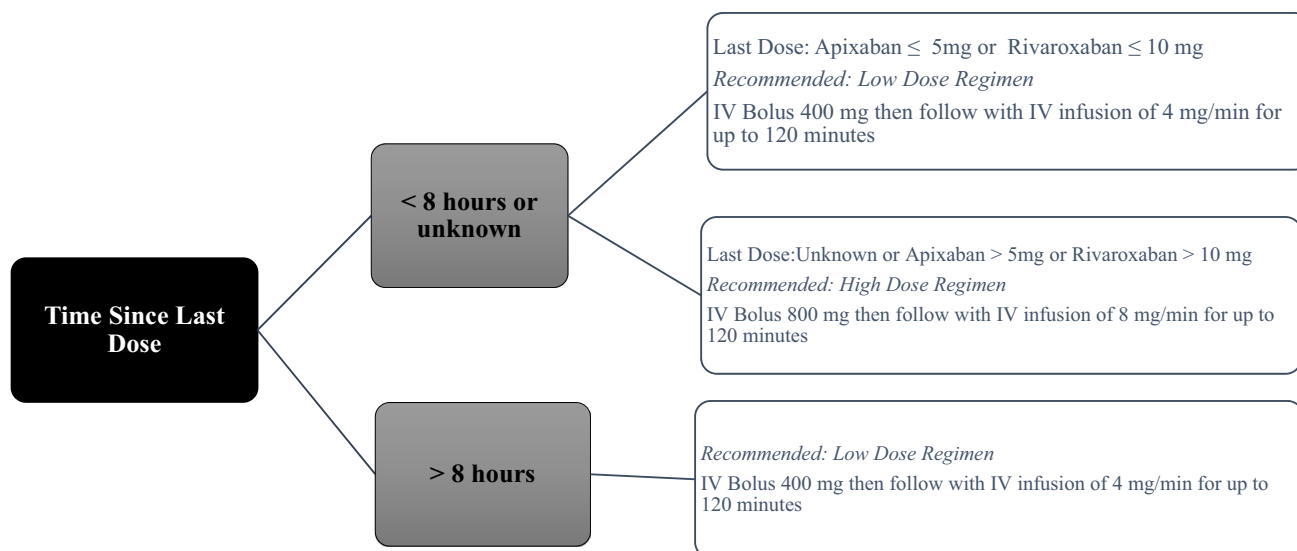 Time Since Last
Dose
< 8 hours or
unknown
> 8 hours
Last Dose: Apixaban ≤ 5mg or Rivaroxaban ≤ 10 mg
Recommended: Low Dose Regimen
IV Bolus 400 mg then follow with IV infusion of 4 mg/min for
up to 120 minutes
Last Dose:Unknown or Apixaban > 5mg or Rivaroxaban > 10 mg
Recommended: High Dose Regimen
IV Bolus 800 mg then follow with IV infusion of 8 mg/min for up to
120 minutes
Recommended: Low Dose Regimen
IV Bolus 400 mg then follow with IV infusion of 4 mg/min for up to
120 minutes